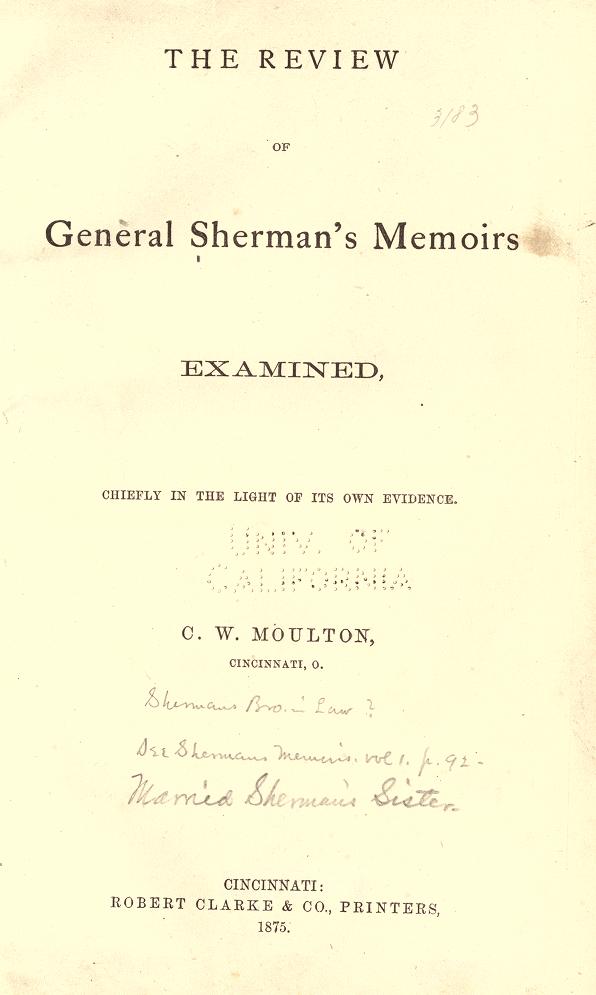 THE REVIEW
3183
OF
General Sherman's Memoirs
EXAMINED,
CHIEFLY IN THE LIGHT OF ITS OWN EVIDENCE.
UNIV. OF
CALIFORNIA
C. W. MOULTON,
CINCINNATI, O.
Shermans Bro. in Law ?
See Shermans Memoirs. vol 1. p. 92-
Married Sherman's Sister.
CINCINNATI:
ROBERT CLARKE & CO., PRINTERS,
1875.